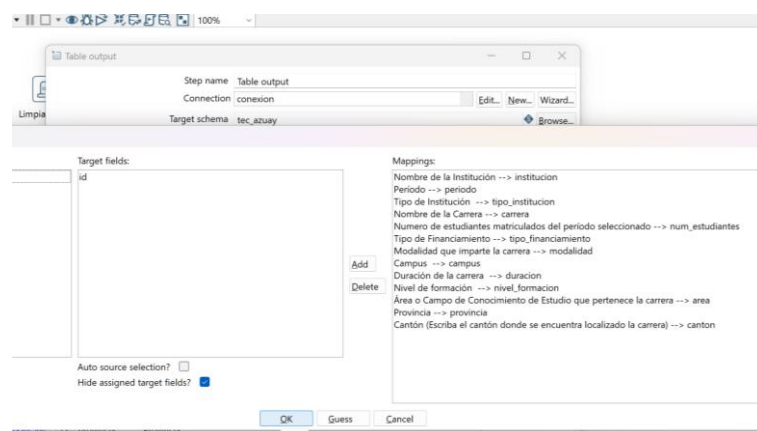 100%
Table output
Step name Table output
Connection conexion Edit... New... Wizard...
Limpia
Target schema tec_azuay Browse...
Target fields: Mappings:
id
Nombre de la Institución --> institucion
Período --> periodo
Tipo de Institución --> tipo_institucion
Nombre de la Carrera --> carrera
Numero de estudiantes matriculados del período seleccionado --> num_estudiantes
Tipo de Financiamiento --> tipo_financiamiento
Modalidad que imparte la carrera --> modalidad
Campus --> campus
Duración de la carrera --> duracion
Nivel de formación --> nivel_formacion
Área o Campo de Conocimiento de Estudio que pertenece la carrera --> area
Provincia --> provincia
Cantón (Escriba el cantón donde se encuentra localizado la carrera) --> canton
Add
Delete
Auto source selection?
Hide assigned target fields?
OK Guess Cancel